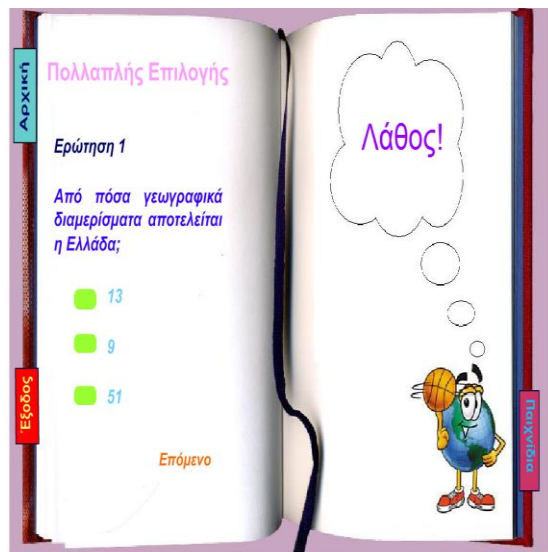 Αρχική
Πολλαπλής Επιλογής
Ερώτηση 1
Από πόσα γεωγραφικά
διαμερίσματα αποτελείται
η Ελλάδα;
13
9
51
Επόμενο
Έξοδος
Λάθος!
Παιχνίδια